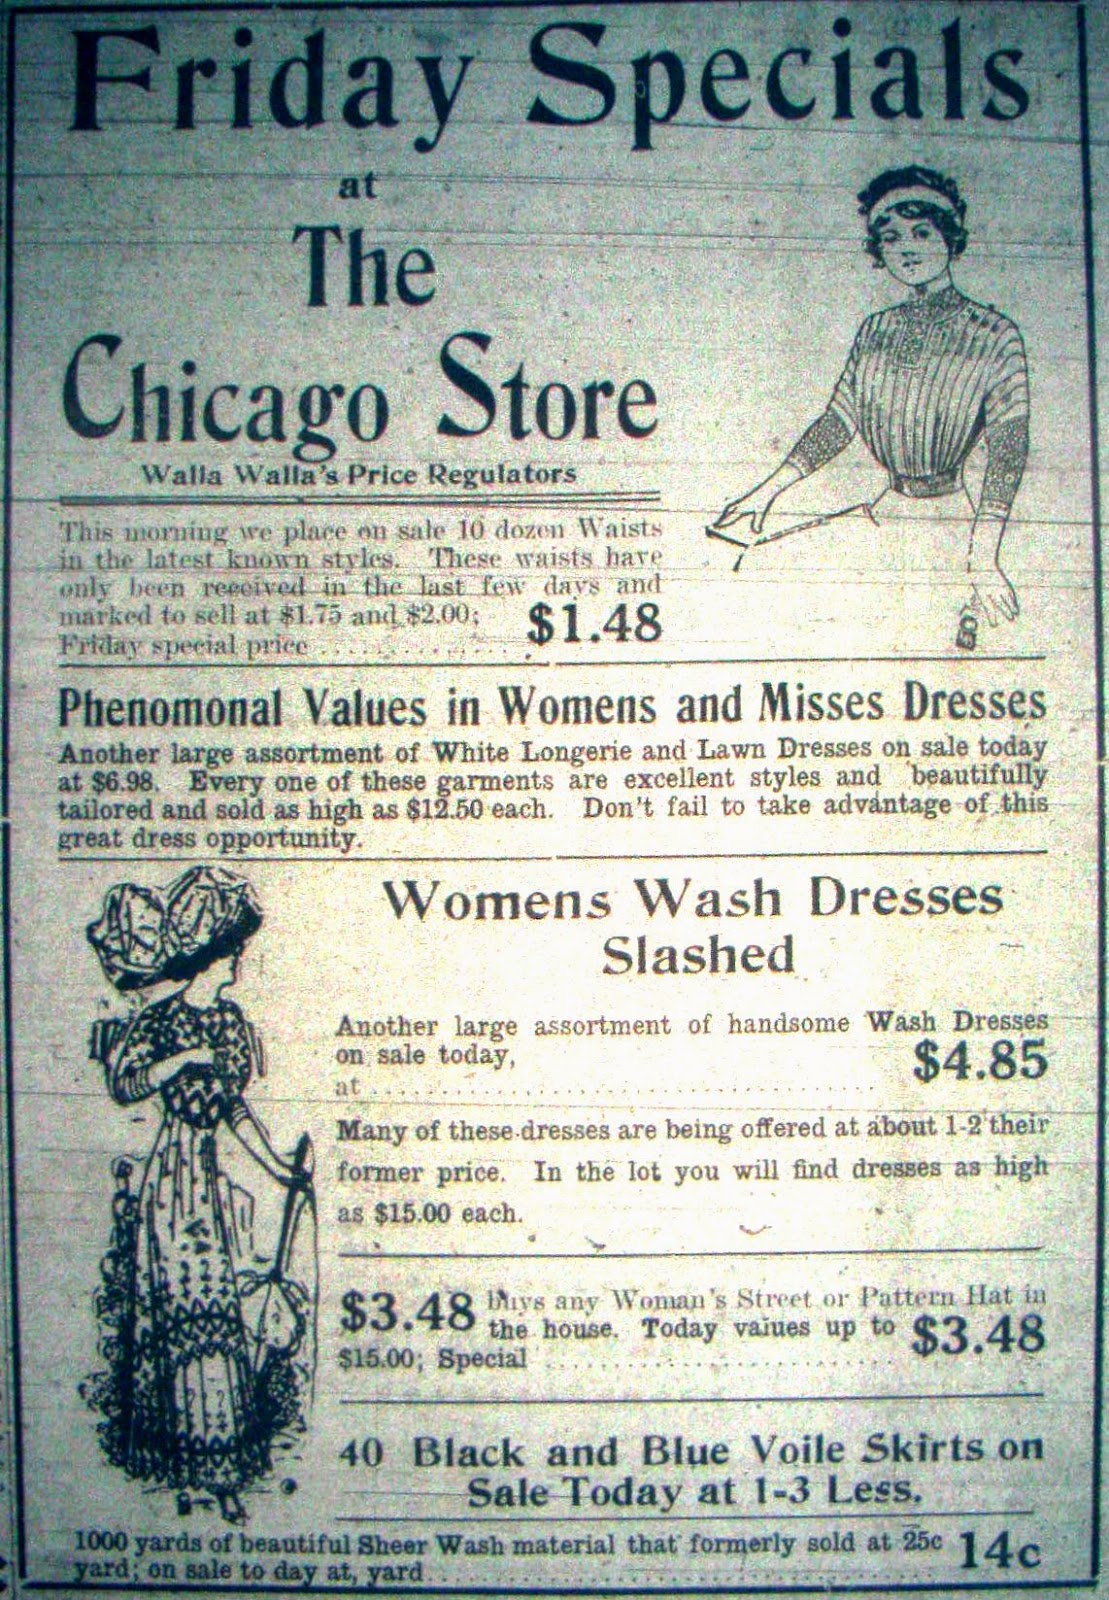 Friday Specials
at
The
Chicago Store
Walla Walla's Price Regulators
This morning we place on sale 10 dozen Waists
in the latest known styles. These waists have
only been received in the last few days and
marked to sell at $1.75 and $2.00;
Friday special price ............... $1.48
Phenomonal Values in Womens and Misses Dresses
Another large assortment of White Longerie and Lawn Dresses on sale today
at $6.98. Every one of these garments are excellent styles and beautifully
tailored and sold as high as $12.50 each. Don't fail to take advantage of this
great dress opportunity.
Womens Wash Dresses
Slashed
Another large assortment of handsome Wash Dresses
on sale today,
at ........................................ $4.85
Many of these dresses are being offered at about 1-2 their
former price. In the lot you will find dresses as high
as $15.00 each.
$3.48 buys any Woman's Street or Pattern Hat in
the house. Today values up to
$15.00; Special .............................. $3.48
40 Black and Blue Voile Skirts on
Sale Today at 1-3 Less.
1000 yards of beautiful Sheer Wash material that formerly sold at 25c
yard; on sale to day at, yard ........................................ 14c